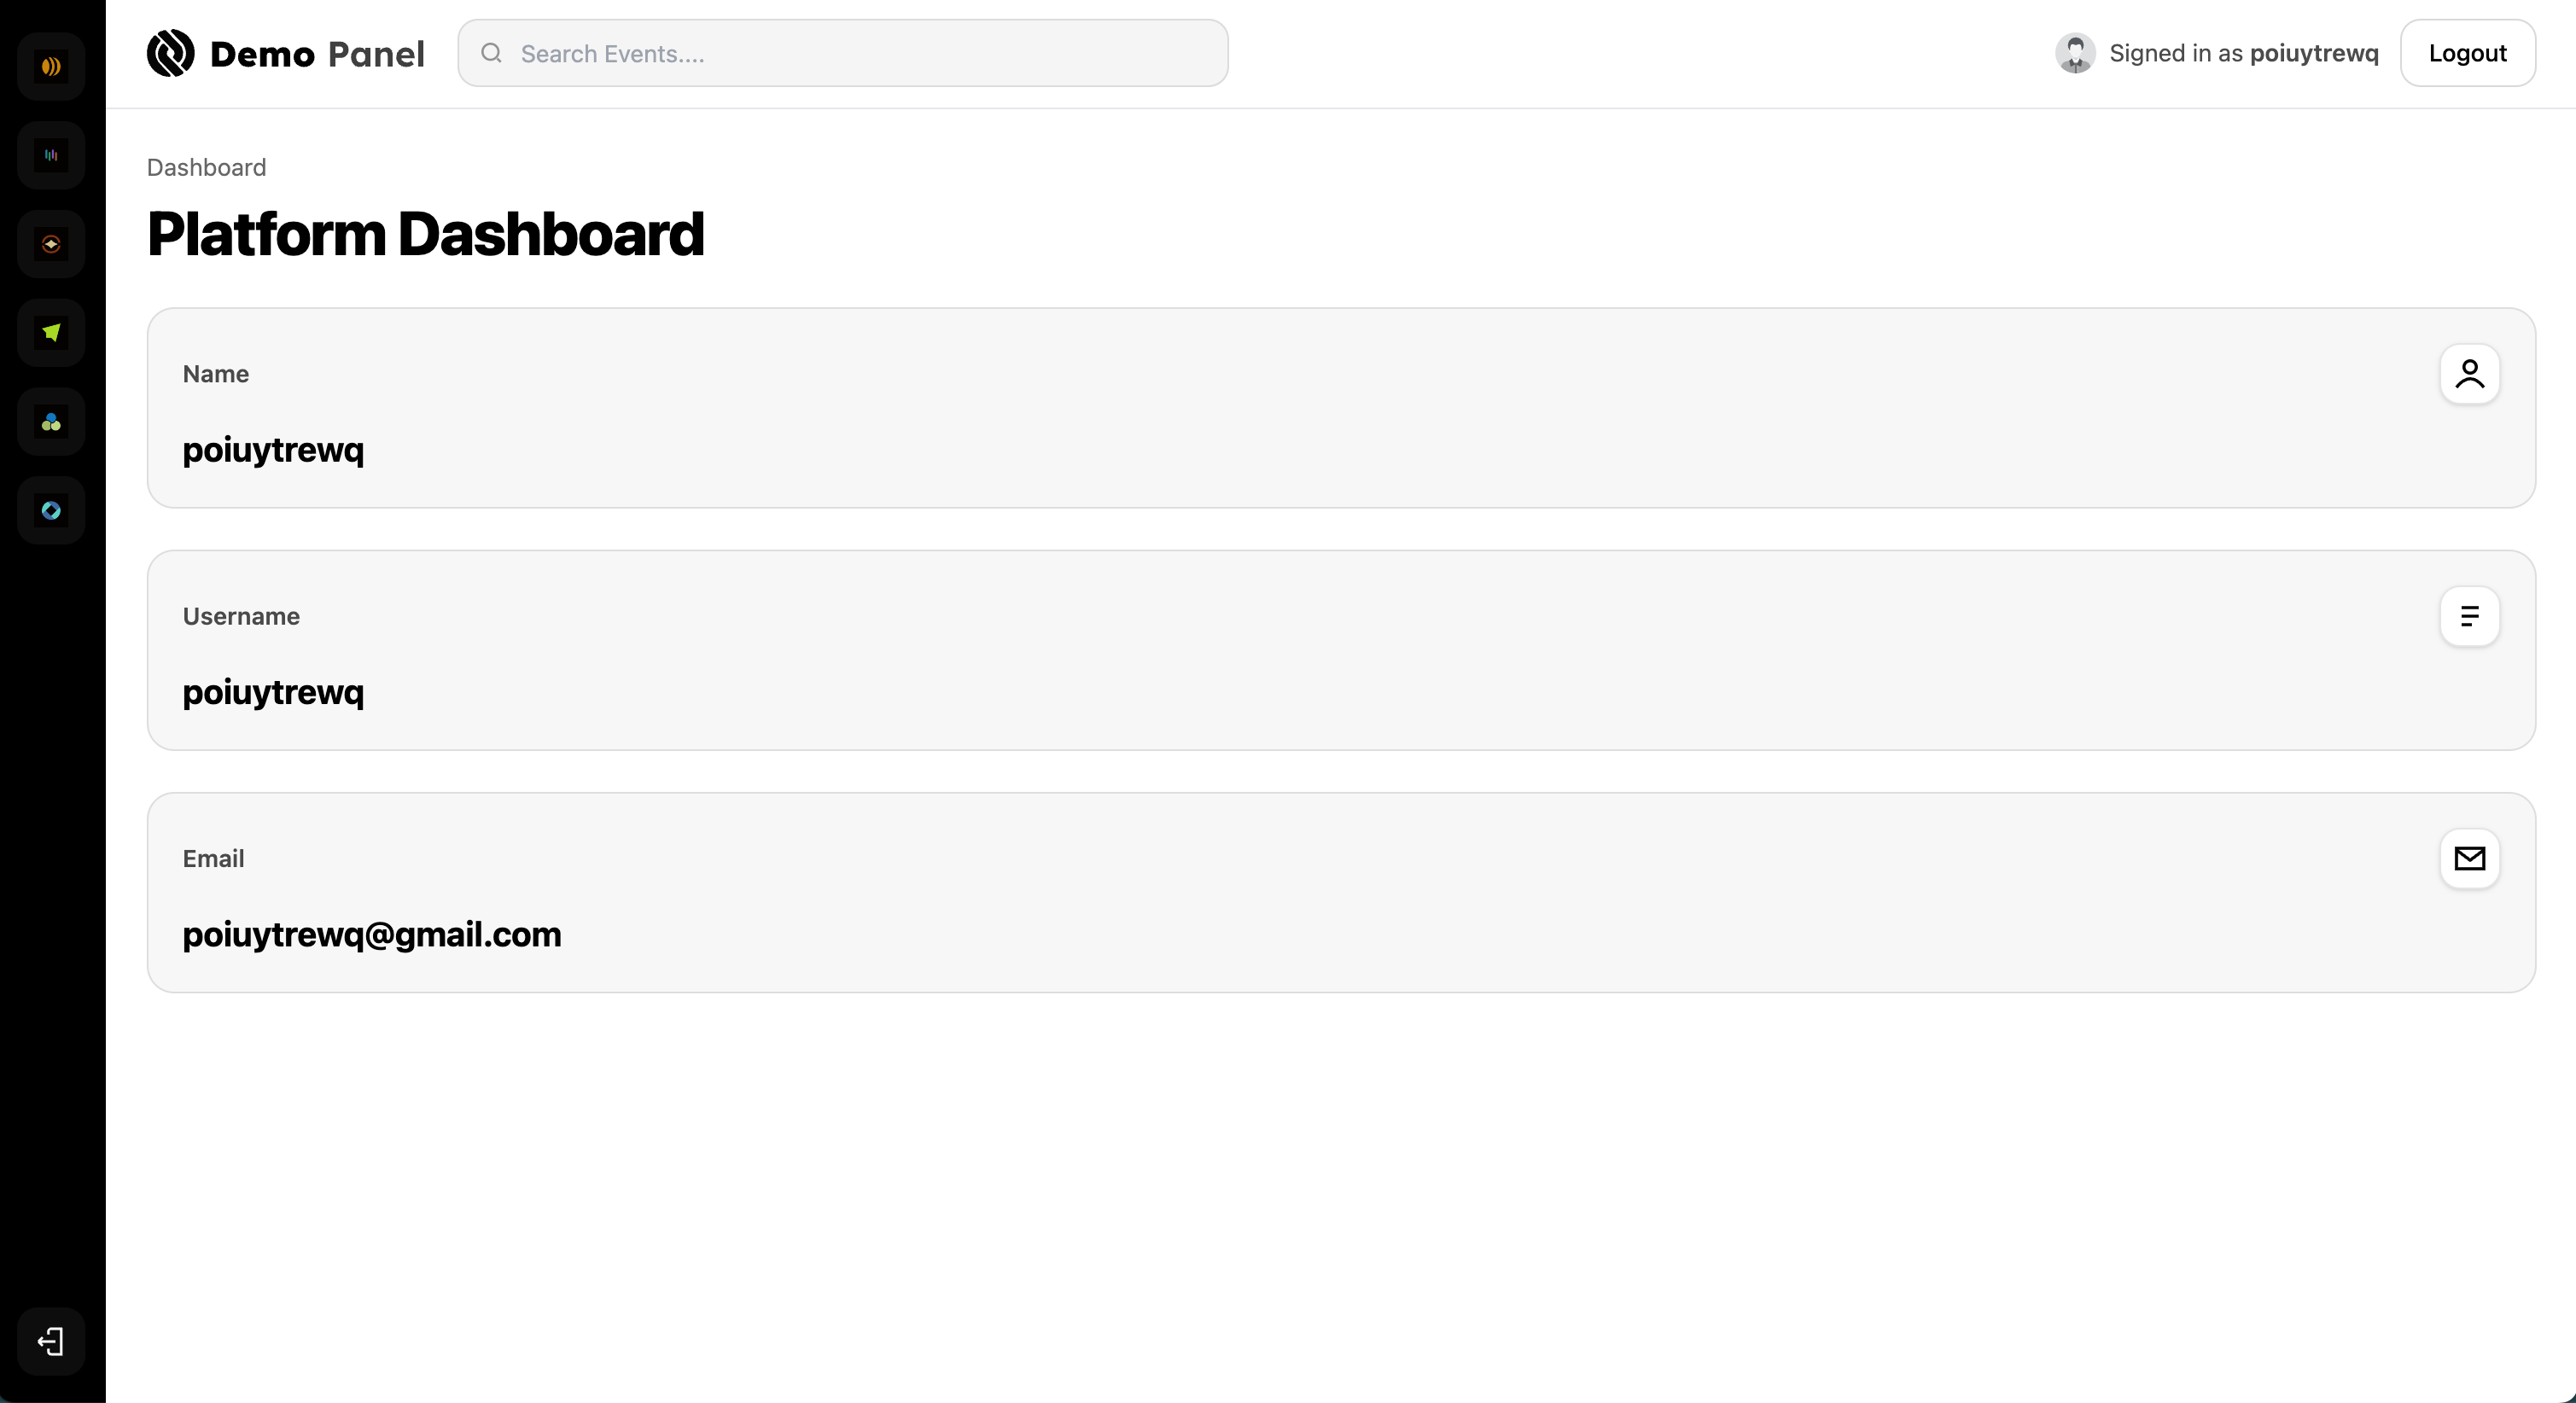 Demo Panel
Search Events....
Signed in as poiuytrewq
Logout
Dashboard
Platform Dashboard
Name
poiuytrewq
Username
poiuytrewq
Email
poiuytrewq@gmail.com